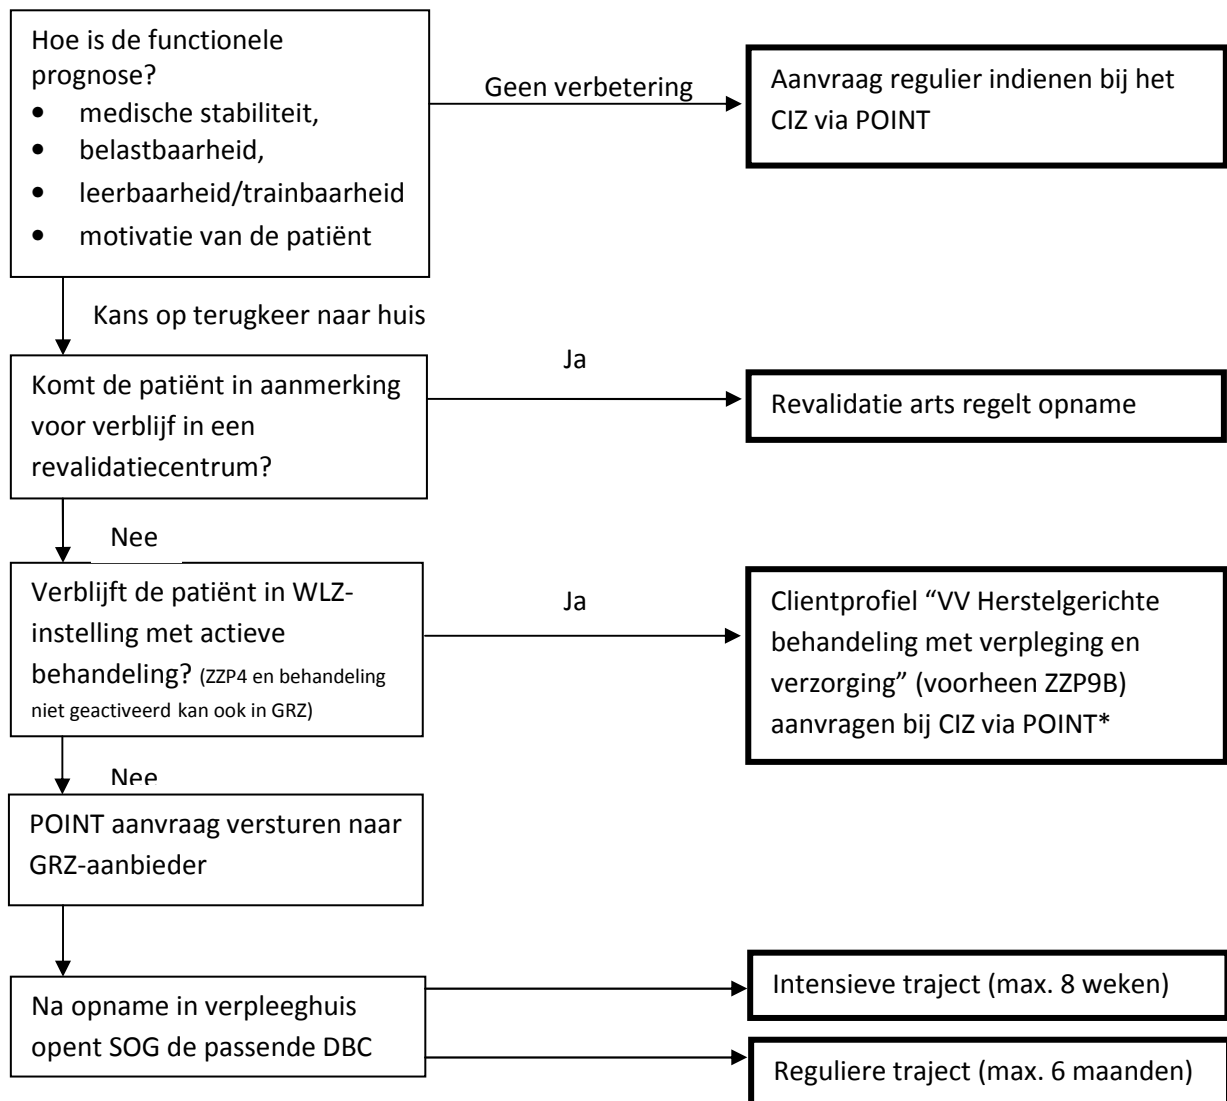 Hoe is de functionele
prognose?
• medische stabiliteit,
• belastbaarheid,
• leerbaarheid/trainbaarheid
• motivatie van de patiënt
Geen verbetering
Aanvraag regulier indienen bij het
CIZ via POINT
Kans op terugkeer naar huis
Komt de patiënt in aanmerking
voor verblijf in een
revalidatiecentrum?
Ja
Revalidatie arts regelt opname
Nee
Verblijft de patiënt in WLZ-
instelling met actieve
behandeling? (ZZP4 en behandeling
niet geactiveerd kan ook in GRZ)
Ja
Clientprofiel “VV Herstelgerichte
behandeling met verpleging en
verzorging” (voorheen ZZP9B)
aanvragen bij CIZ via POINT*
Nee
POINT aanvraag versturen naar
GRZ-aanbieder
Na opname in verpleeghuis
opent SOG de passende DBC
Intensieve traject (max. 8 weken)
Reguliere traject (max. 6 maanden)